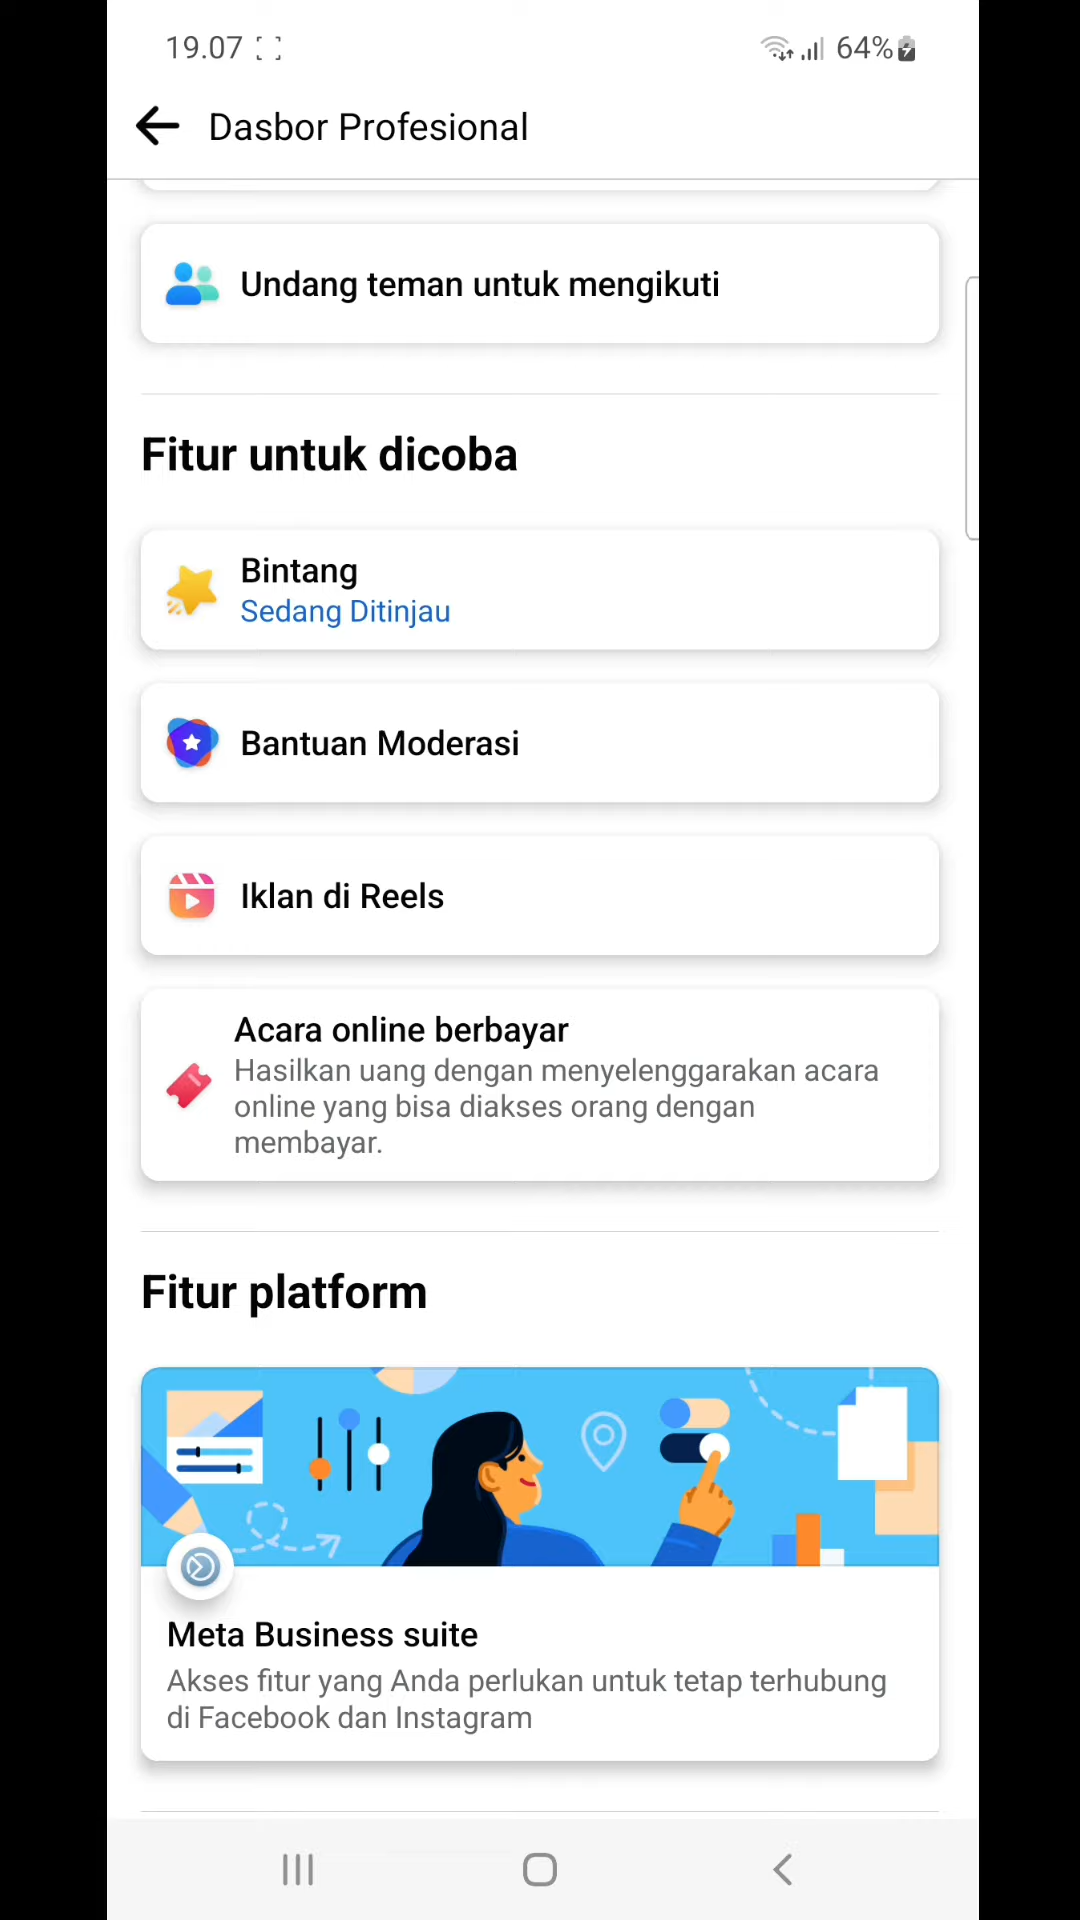 19.07
64%
Dasbor Profesional
Undang teman untuk mengikuti
Fitur untuk dicoba
Bintang
Sedang Ditinjau
Bantuan Moderasi
Iklan di Reels
Acara online berbayar
Hasilkan uang dengan menyelenggarakan acara
online yang bisa diakses orang dengan
membayar.
Fitur platform
Meta Business suite
Akses fitur yang Anda perlukan untuk tetap terhubung
di Facebook dan Instagram